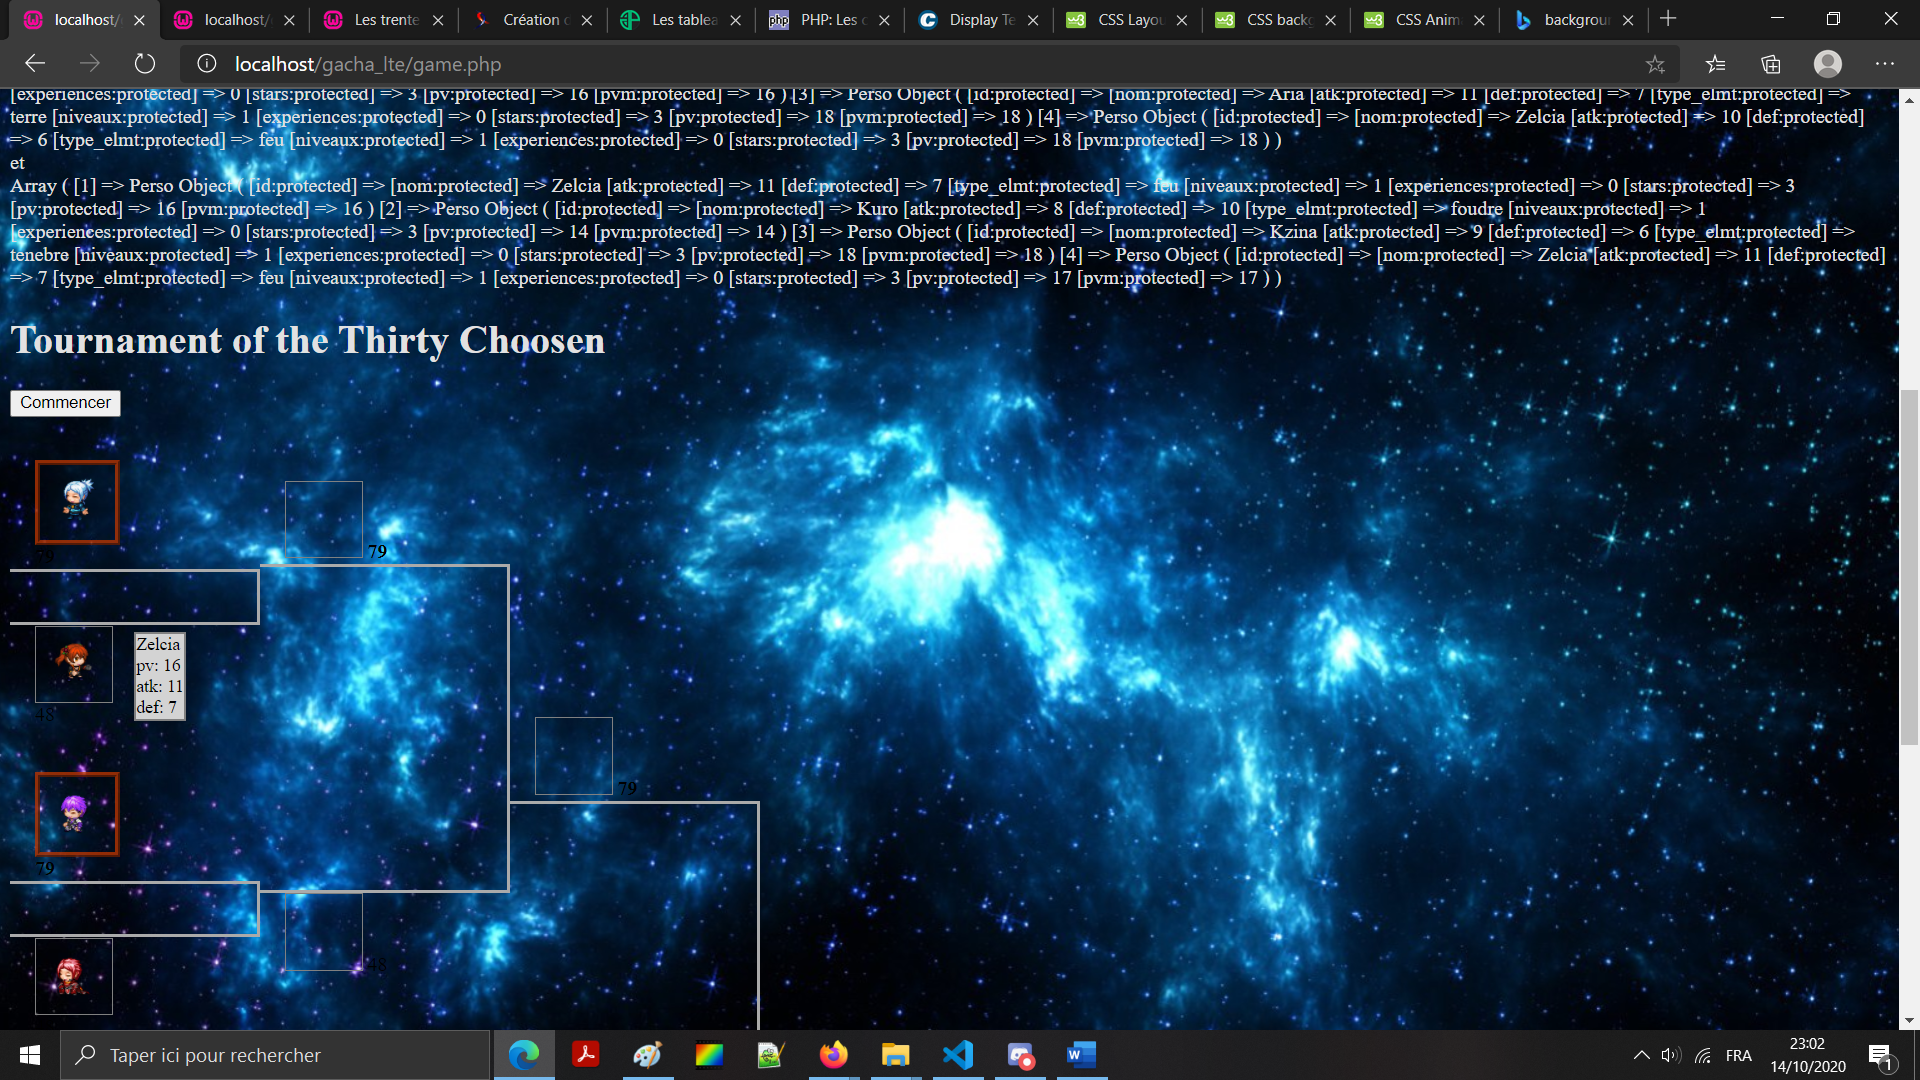 localhost/
localhost/
Les trente
Création
Les tablea
PHP: Les c
Display Te
CSS Layou
CSS backg
CSS Anim
backgroun
localhost/gacha_lte/game.php
[experiences:protected] => 0 [stars:protected] => 3 [pv:protected] => 16 [pvm:protected] => 16 ) [3] => Perso Object ( [id:protected] => [nom:protected] => Aria [atk:protected] => 11 [def:protected] => 7 [type_elmt:protected] =>
terre [niveaux:protected] => 1 [experiences:protected] => 0 [stars:protected] => 3 [pv:protected] => 18 [pvm:protected] => 18 ) [4] => Perso Object ( [id:protected] => [nom:protected] => Zelcia [atk:protected] => 10 [def:protected]
=> 6 [type_elmt:protected] => feu [niveaux:protected] => 1 [experiences:protected] => 0 [stars:protected] => 3 [pv:protected] => 18 [pvm:protected] => 18 ) )
et
Array ( [1] => Perso Object ( [id:protected] => [nom:protected] => Zelcia [atk:protected] => 11 [def:protected] => 7 [type_elmt:protected] => feu [niveaux:protected] => 1 [experiences:protected] => 0 [stars:protected] => 3
[pv:protected] => 16 [pvm:protected] => 16 ) [2] => Perso Object ( [id:protected] => [nom:protected] => Kuro [atk:protected] => 8 [def:protected] => 10 [type_elmt:protected] => foudre [niveaux:protected] => 1
[experiences:protected] => 0 [stars:protected] => 3 [pv:protected] => 14 [pvm:protected] => 14 ) [3] => Perso Object ( [id:protected] => [nom:protected] => Kzina [atk:protected] => 9 [def:protected] => 6 [type_elmt:protected] =>
tenebre [niveaux:protected] => 1 [experiences:protected] => 0 [stars:protected] => 3 [pv:protected] => 18 [pvm:protected] => 18 ) [4] => Perso Object ( [id:protected] => [nom:protected] => Zelcia [atk:protected] => 11 [def:protected]
=> 7 [type_elmt:protected] => feu [niveaux:protected] => 1 [experiences:protected] => 0 [stars:protected] => 3 [pv:protected] => 17 [pvm:protected] => 17 ) )
Tournament of the Thirty Choosen
Commencer
79
79
Zelcia
pv: 16
atk: 11
def: 7
48
79
79
48
Taper ici pour rechercher
FRA
23:02
14/10/2020
1